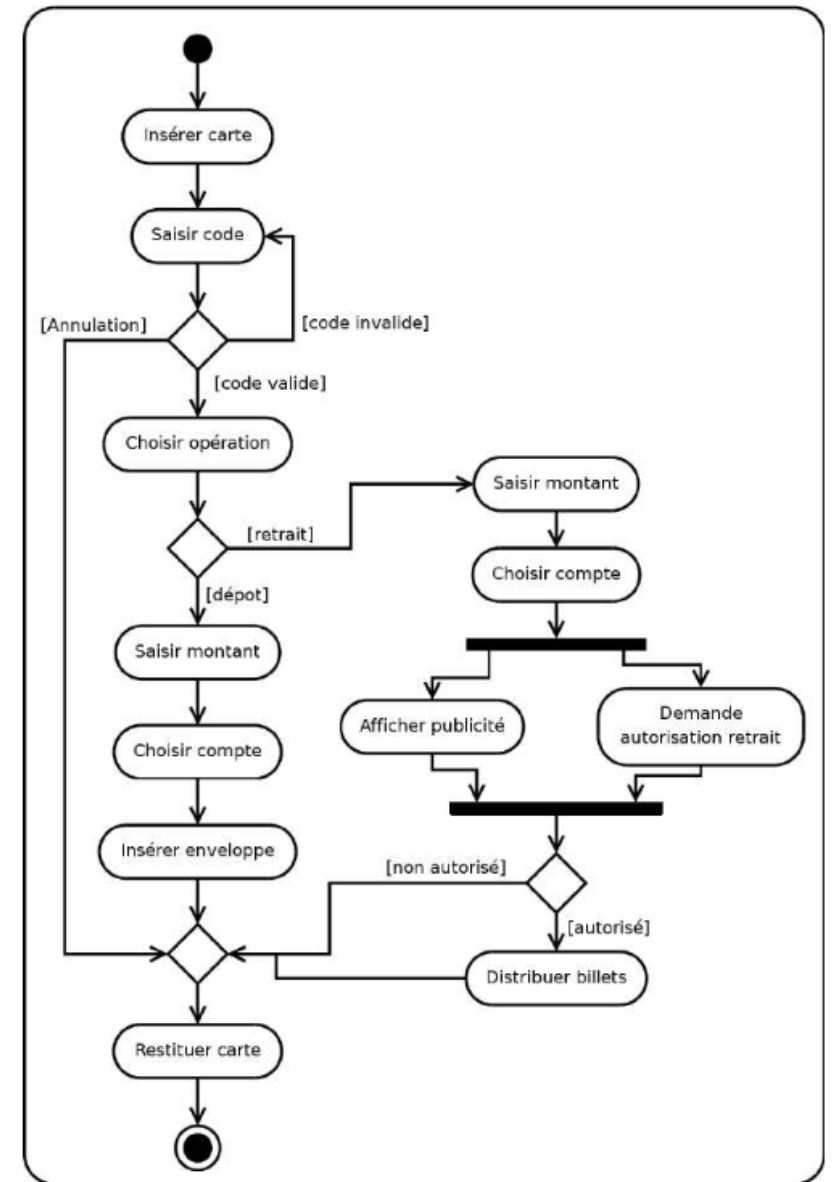 Insérer carte
Saisir code
[Annulation]
[code invalide]
[code valide]
Choisir opération
[retrait]
Saisir montant
Choisir compte
[dépot]
Saisir montant
Choisir compte
Insérer enveloppe
Afficher publicité
Demande
autorisation retrait
[non autorisé]
[autorisé]
Distribuer billets
Restituer carte